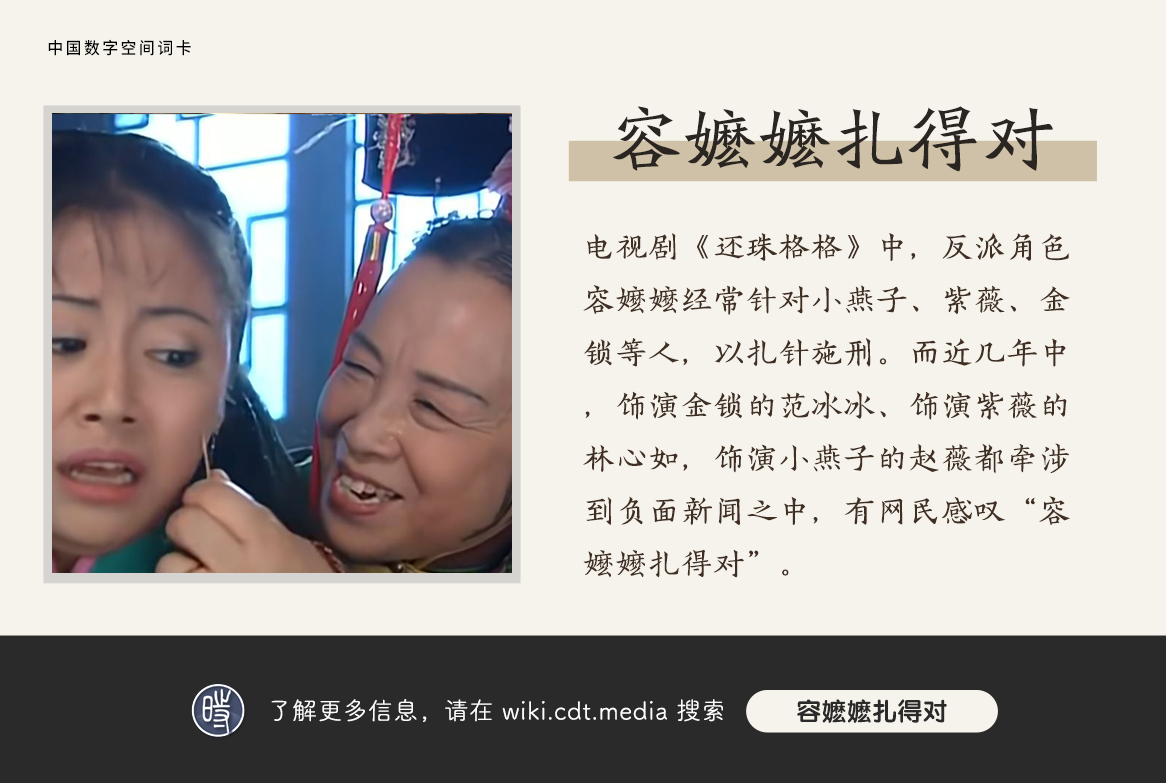 中国数字空间词卡
容嬷嬷扎得对
电视剧《还珠格格》中，反派角色
容嬷嬷经常针对小燕子、紫薇、金
锁等人，以扎针施刑。而近几年中
，饰演金锁的范冰冰、饰演紫薇的
林心如，饰演小燕子的赵薇都牵涉
到负面新闻之中，有网民感叹“容
嬷嬷扎得对”。
了解更多信息，请在 wiki.cdt.media 搜索 容嬷嬷扎得对